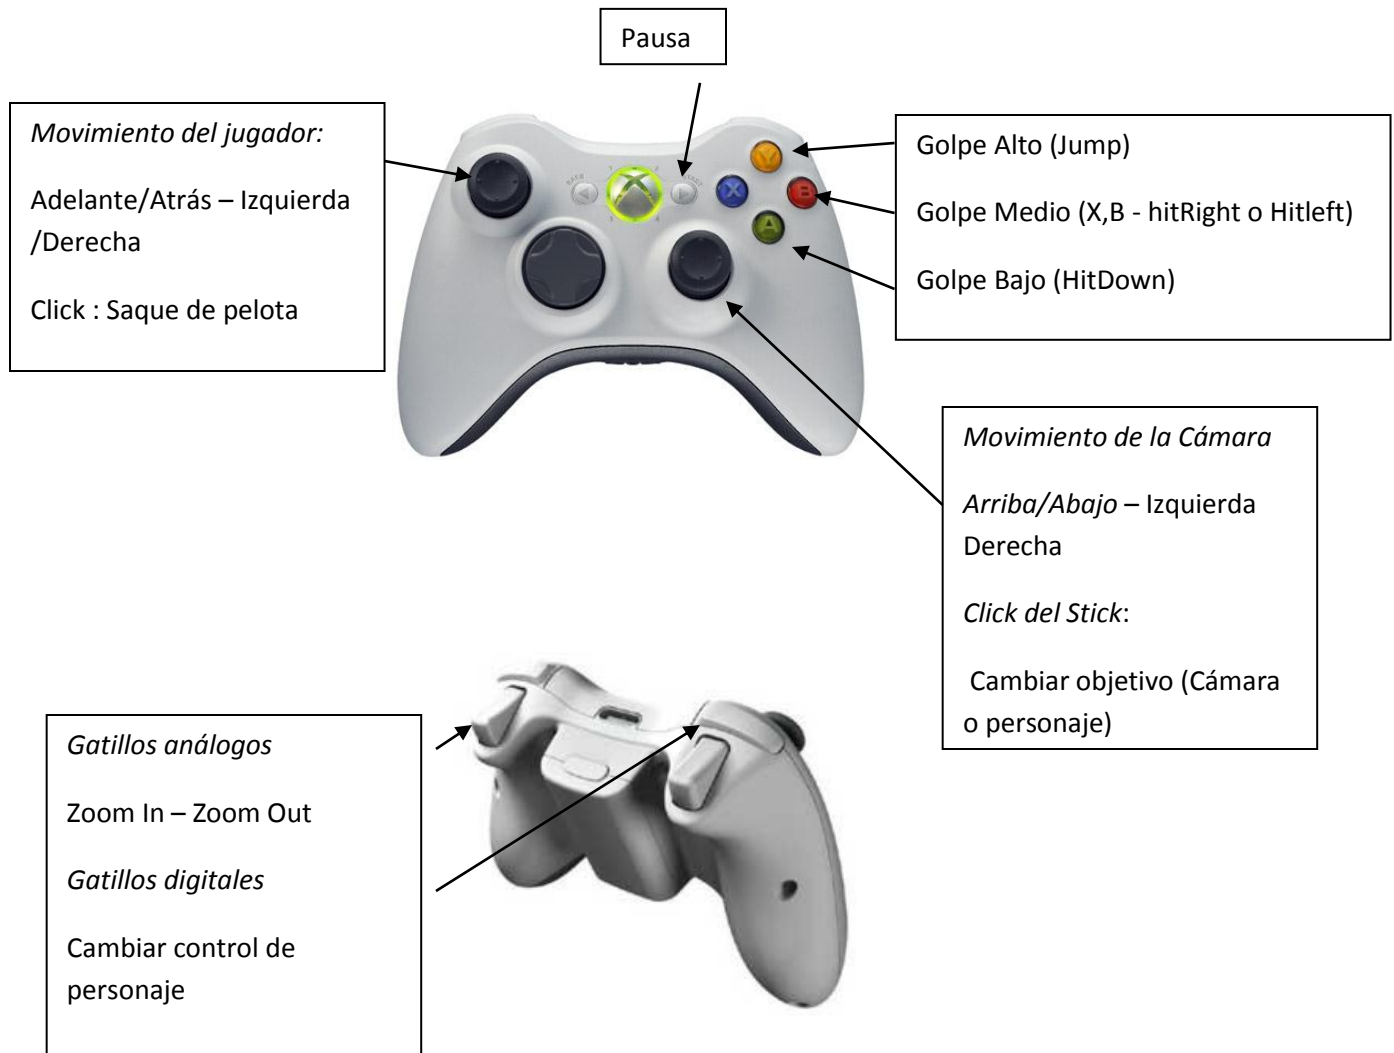 Pausa
Movimiento del jugador:
Adelante/Atrás – Izquierda
/Derecha
Click : Saque de pelota
BACK
START
Y
X
B
A
Golpe Alto (Jump)
Golpe Medio (X,B - hitRight o Hitleft)
Golpe Bajo (HitDown)
Movimiento de la Cámara
Arriba/Abajo – Izquierda
Derecha
Click del Stick:
Cambiar objetivo (Cámara
o personaje)
Gatillos análogos
Zoom In – Zoom Out
Gatillos digitales
Cambiar control de
personaje